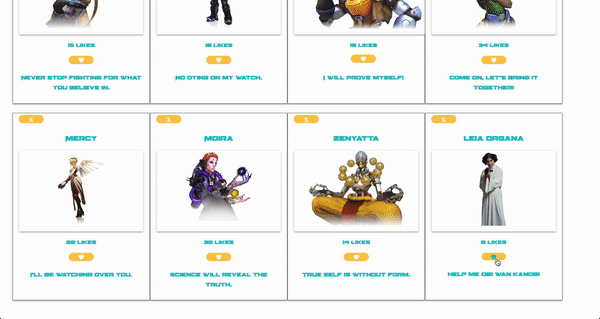 15 LIKES
16 LIKES
19 LIKES
34 LIKES
NEVER STOP FIGHTING FOR WHAT
YOU BELIEVE IN.
NO DYING ON MY WATCH.
I WILL PROVE MYSELF!
COME ON, LET'S BRING IT
TOGETHER!
X
X
X
X
MERCY
MOIRA
ZENYATTA
LEIA ORGANA
25 LIKES
38 LIKES
14 LIKES
2 LIKES
I'LL BE WATCHING OVER YOU.
SCIENCE WILL REVEAL THE
TRUTH.
TRUE SELF IS WITHOUT FORM.
HELP ME OBI WAN KANOBI